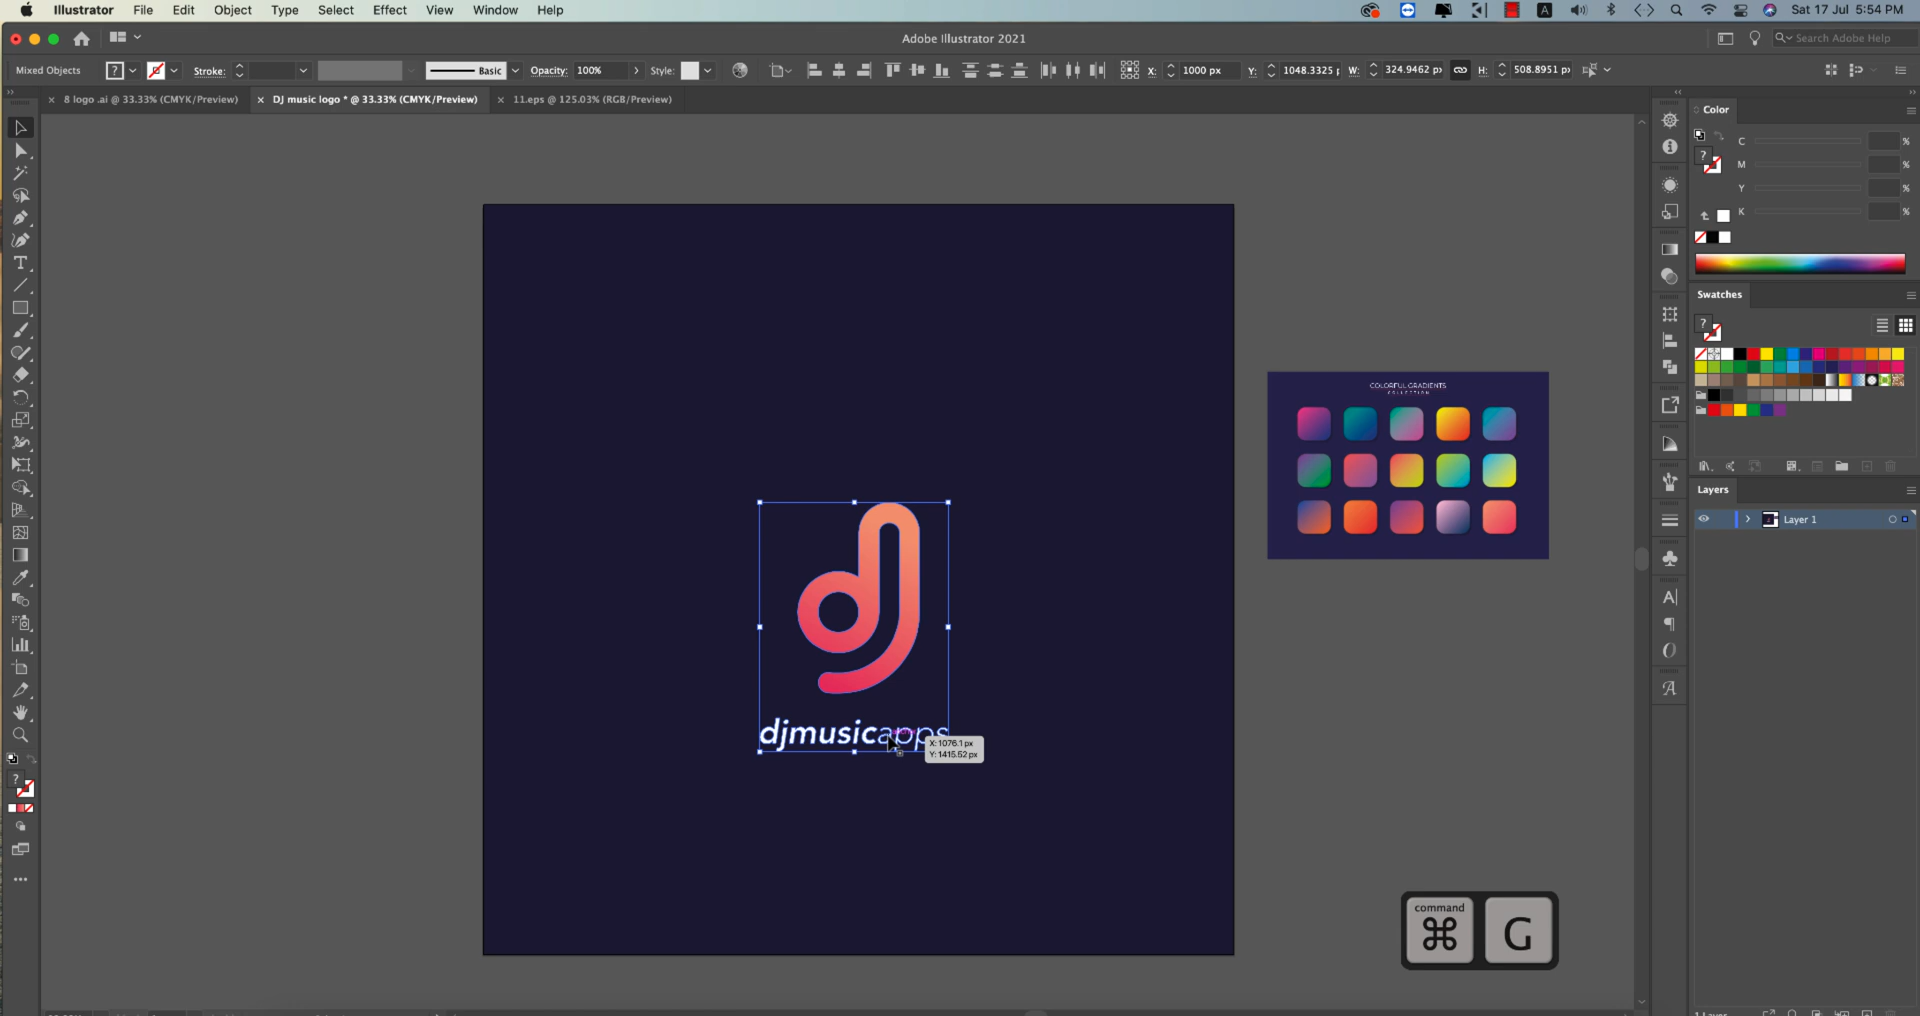 Illustrator File Edit Object Type Select Effect View Window Help
A
Sat 17 Jul 5:54 PM
Adobe Illustrator 2021
Search Adobe Help
Mixed Objects
?
Stroke:
Basic
Opacity: 100%
Style:
X: 1000 px
Y: 1048.3325
W: 324.9462 px
H: 508.8951 px
8 logo .ai @ 33.33% (CMYK/Preview)
DJ music logo * @ 33.33% (CMYK/Preview)
11.eps @ 125.03% (RGB/Preview)
Color
C %
M %
Y %
K %
Swatches
Layers
Layer 1
COLORFUL GRADIENTS
COLLECTION
djmusicapps
X: 1076.1 px
Y: 1415.52 px
command
⌘ G
1 Layer